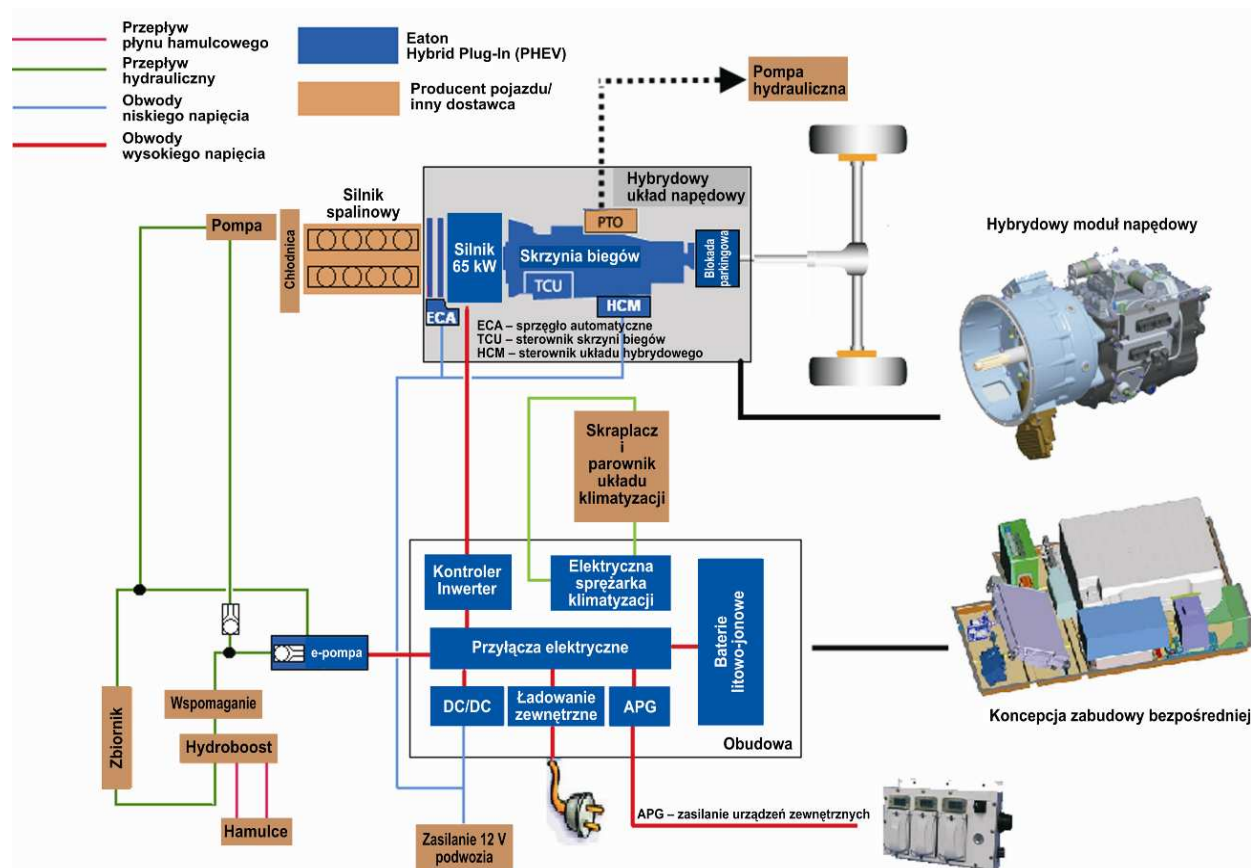 Przepływ
płynu hamulcowego
Przepływ
hydrauliczny
Obwody
niskiego napięcia
Obwody
wysokiego napięcia
Eaton
Hybrid Plug-In (PHEV)
Producent pojazdu/
inny dostawca
Pompa
hydrauliczna
Hybrydowy
układ napędowy
Silnik
spalinowy
Pompa
Chłodnica
Silnik
65 kW
PTO
Skrzynia biegów
TCU
HCM
ECA
Blokada
parkingowa
ECA – sprzęgło automatyczne
TCU – sterownik skrzyni biegów
HCM – sterownik układu hybrydowego
Hybrydowy moduł napędowy
Skraplacz
i
parownik
układu
klimatyzacji
Kontroler
Inwerter
Elektryczna
sprężarka
klimatyzacji
Baterie
litowo-jonowe
Przyłącza elektryczne
e-pompa
DC/DC
Ładowanie
zewnętrzne
APG
Obudowa
Zbiornik
Wspomaganie
Hydroboost
Hamulce
Zasilanie 12 V
podwozia
Koncepcja zabudowy bezpośredniej
APG – zasilanie urządzeń zewnętrznych